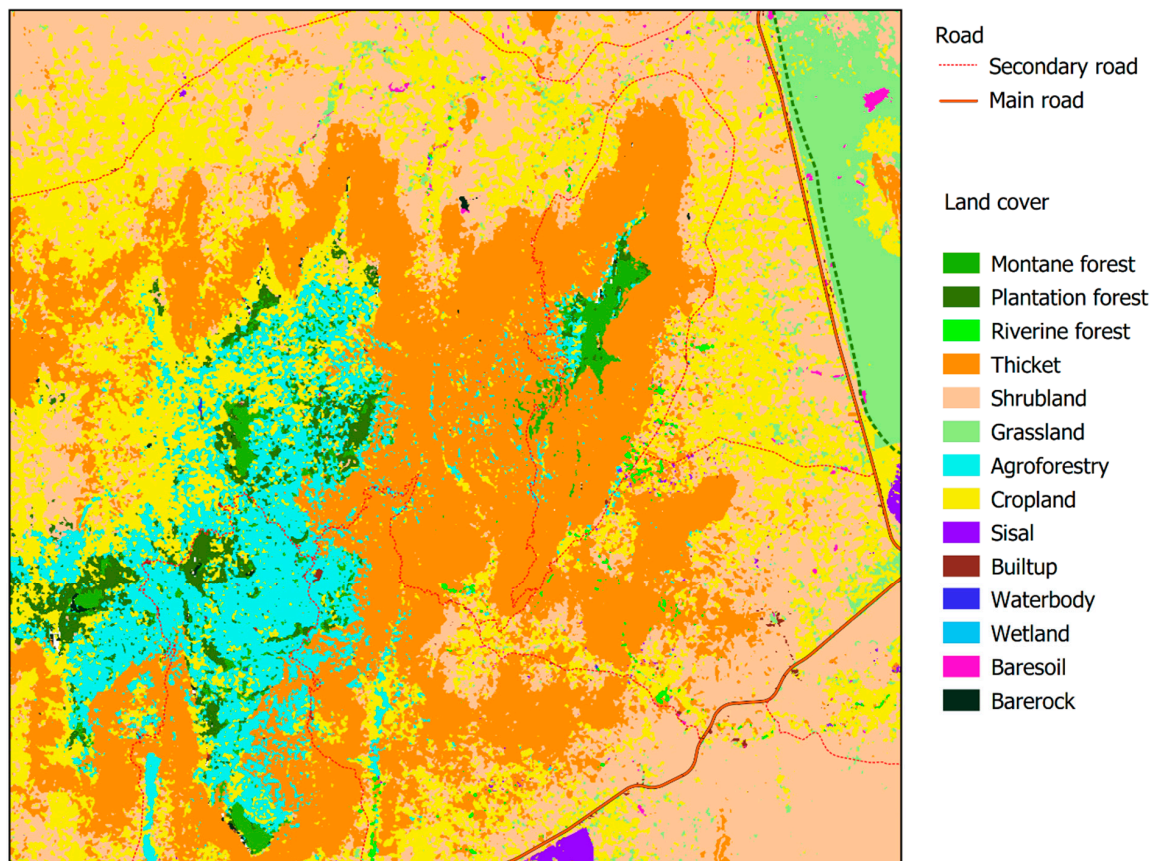 Road
Secondary road
Main road
Land cover
Montane forest
Plantation forest
Riverine forest
Thicket
Shrubland
Grassland
Agroforestry
Cropland
Sisal
Builtup
Waterbody
Wetland
Baresoil
Barerock